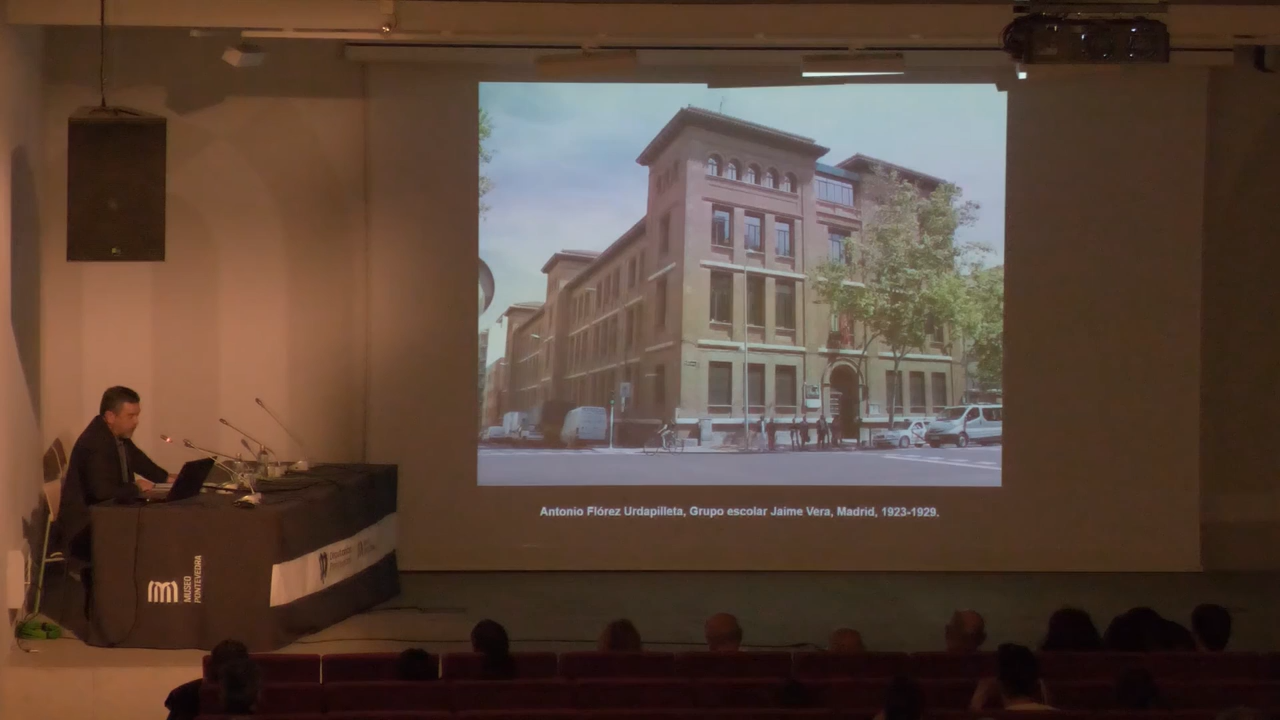 Antonio Flórez Urdapilleta, Grupo escolar Jaime Vera, Madrid, 1923-1929.
MUSEO
PONTEVEDRA